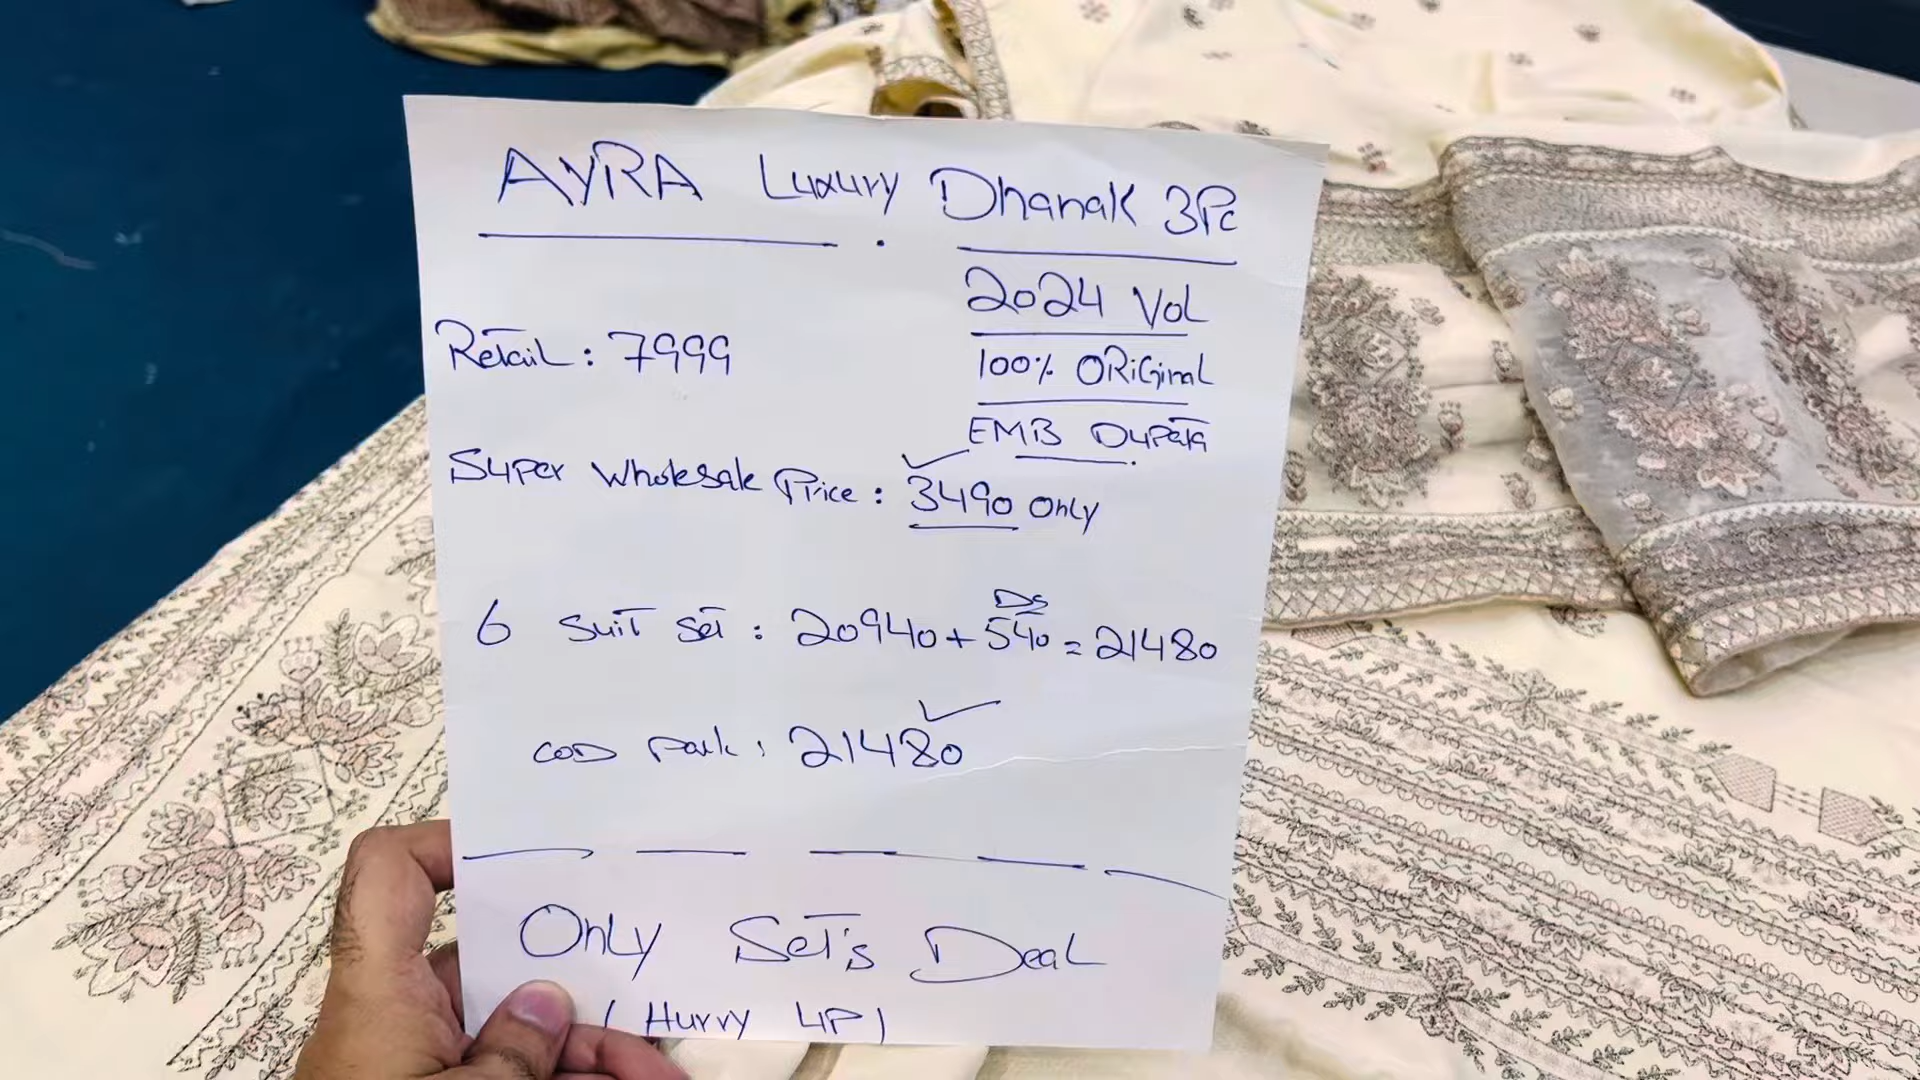 AYRA Luxury Dhanak 3Pc
2024 Vol
Retail: 7999
100% ORiGinal
EMB Dupata
Super Wholesale Price: 3490 Only
DS
6 Suit Set: 20940+540=21480
COD Park: 21480
Only Set's Deal
(Hurry UP)